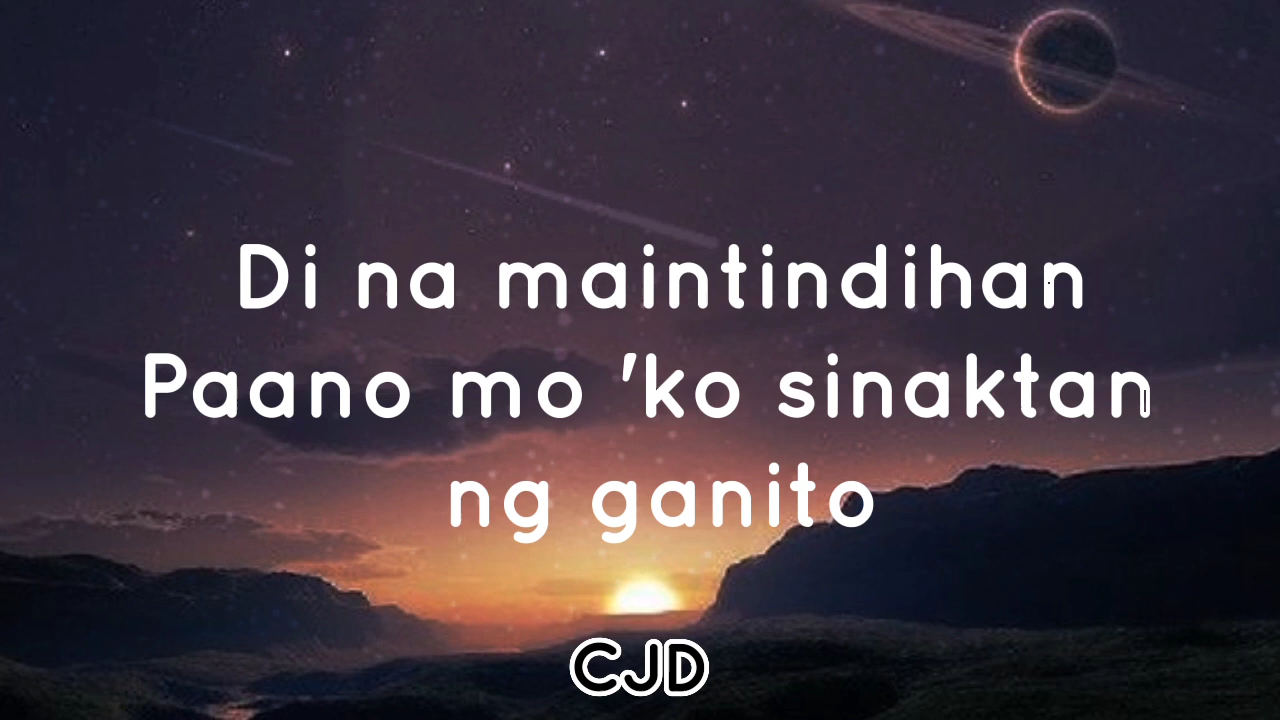 Di na maintindihan
Paano mo 'ko sinaktan
ng ganito
CJD